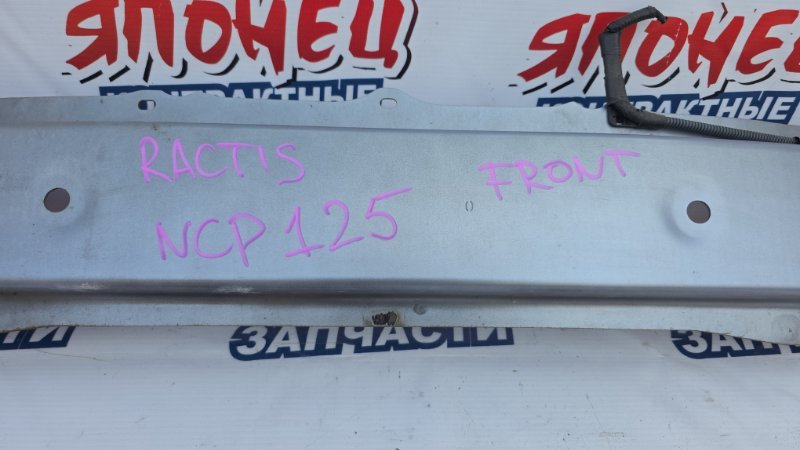 ЯПОНЕЦ ЯПОНЕЦ
КОНТРАКТНЫЕ КОНТРАКТНЫЕ
RACTIS FRONT
NCP 125
ЗАПЧАСТИ